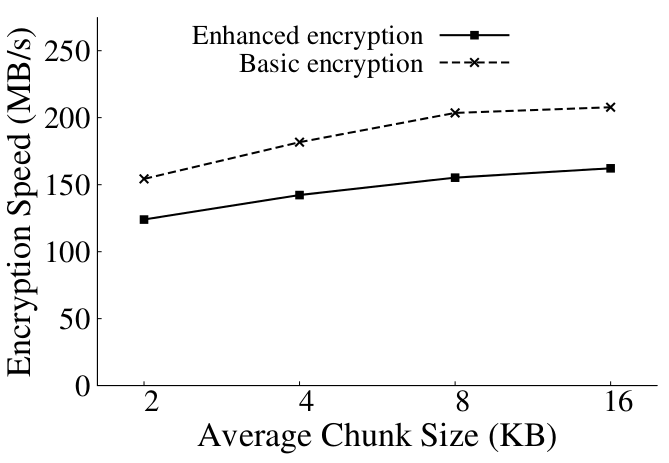 Enhanced encryption
Basic encryption
Encryption Speed (MB/s)
250
200
150
100
50
0
2 4 8 16
Average Chunk Size (KB)